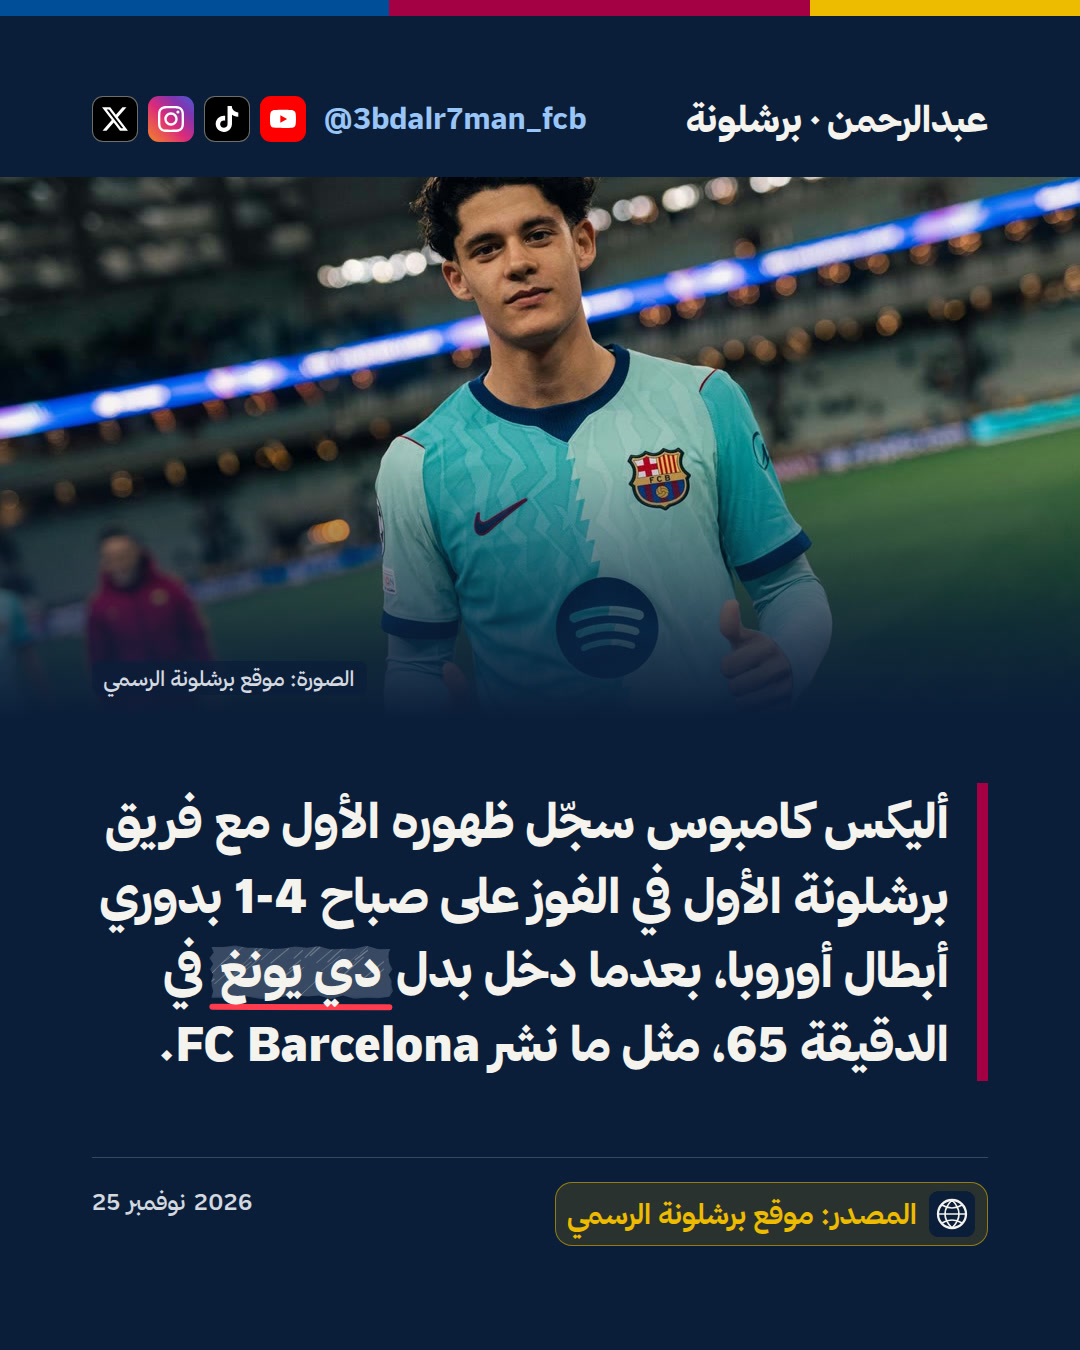 عبدالرحمن · برشلونة
@3bdalr7man_fcb
FCB
الصورة: موقع برشلونة الرسمي
أليكس كامبوس سجّل ظهوره الأول مع فريق
برشلونة الأول في الفوز على صباح 4-1 بدوري
أبطال أوروبا، بعدما دخل بدل دي يونغ في
الدقيقة 65، مثل ما نشر FC Barcelona.
المصدر: موقع برشلونة الرسمي
25 نوفمبر 2026